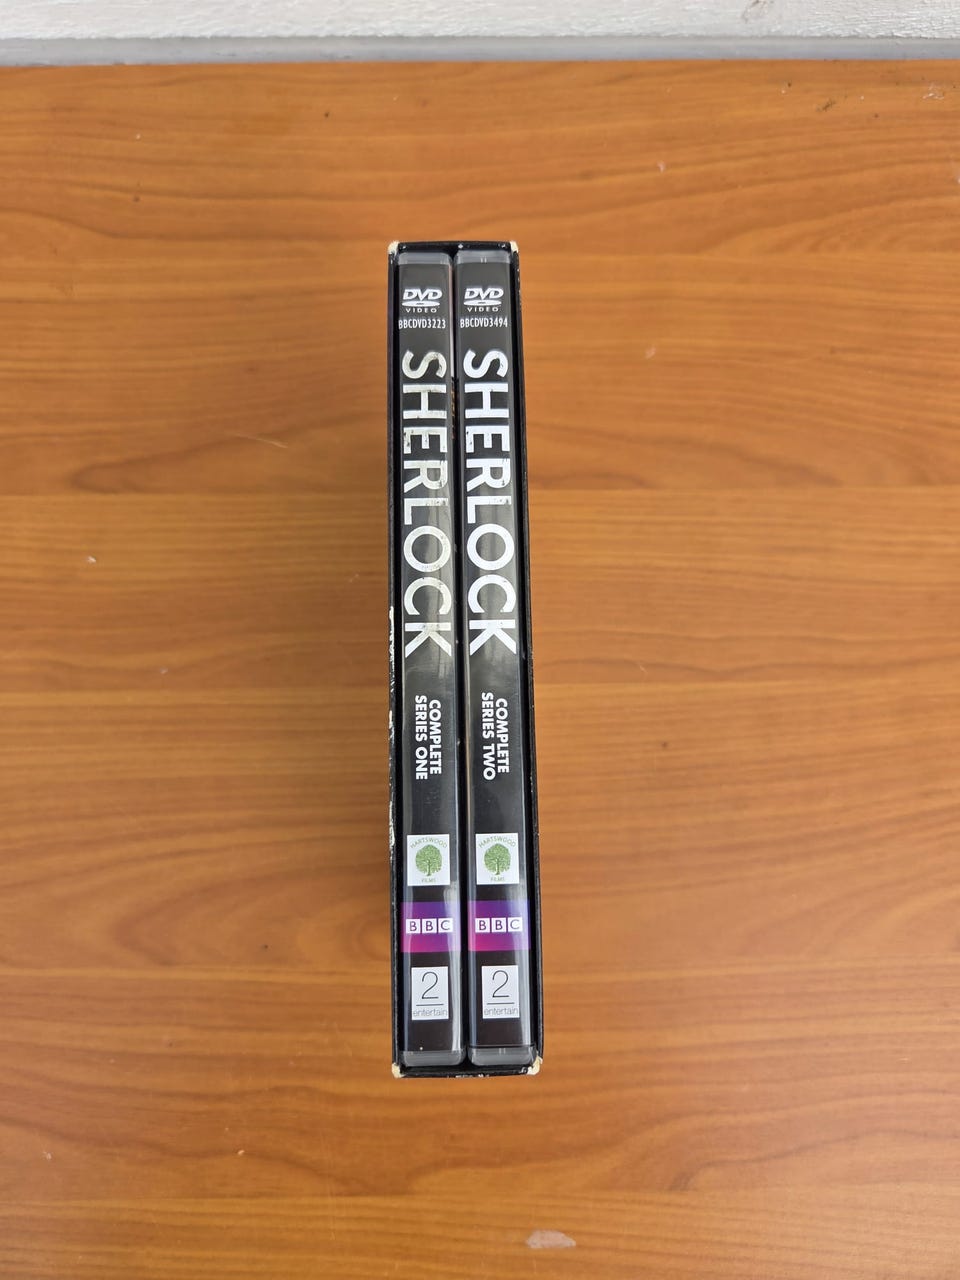 DVD
VIDEO
BBCDVD3223
SHERLOCK
COMPLETE
SERIES ONE
HARTSWOOD
FILMS
BBC
2
entertain
DVD
VIDEO
BBCDVD3494
SHERLOCK
COMPLETE
SERIES TWO
HARTSWOOD
FILMS
BBC
2
entertain